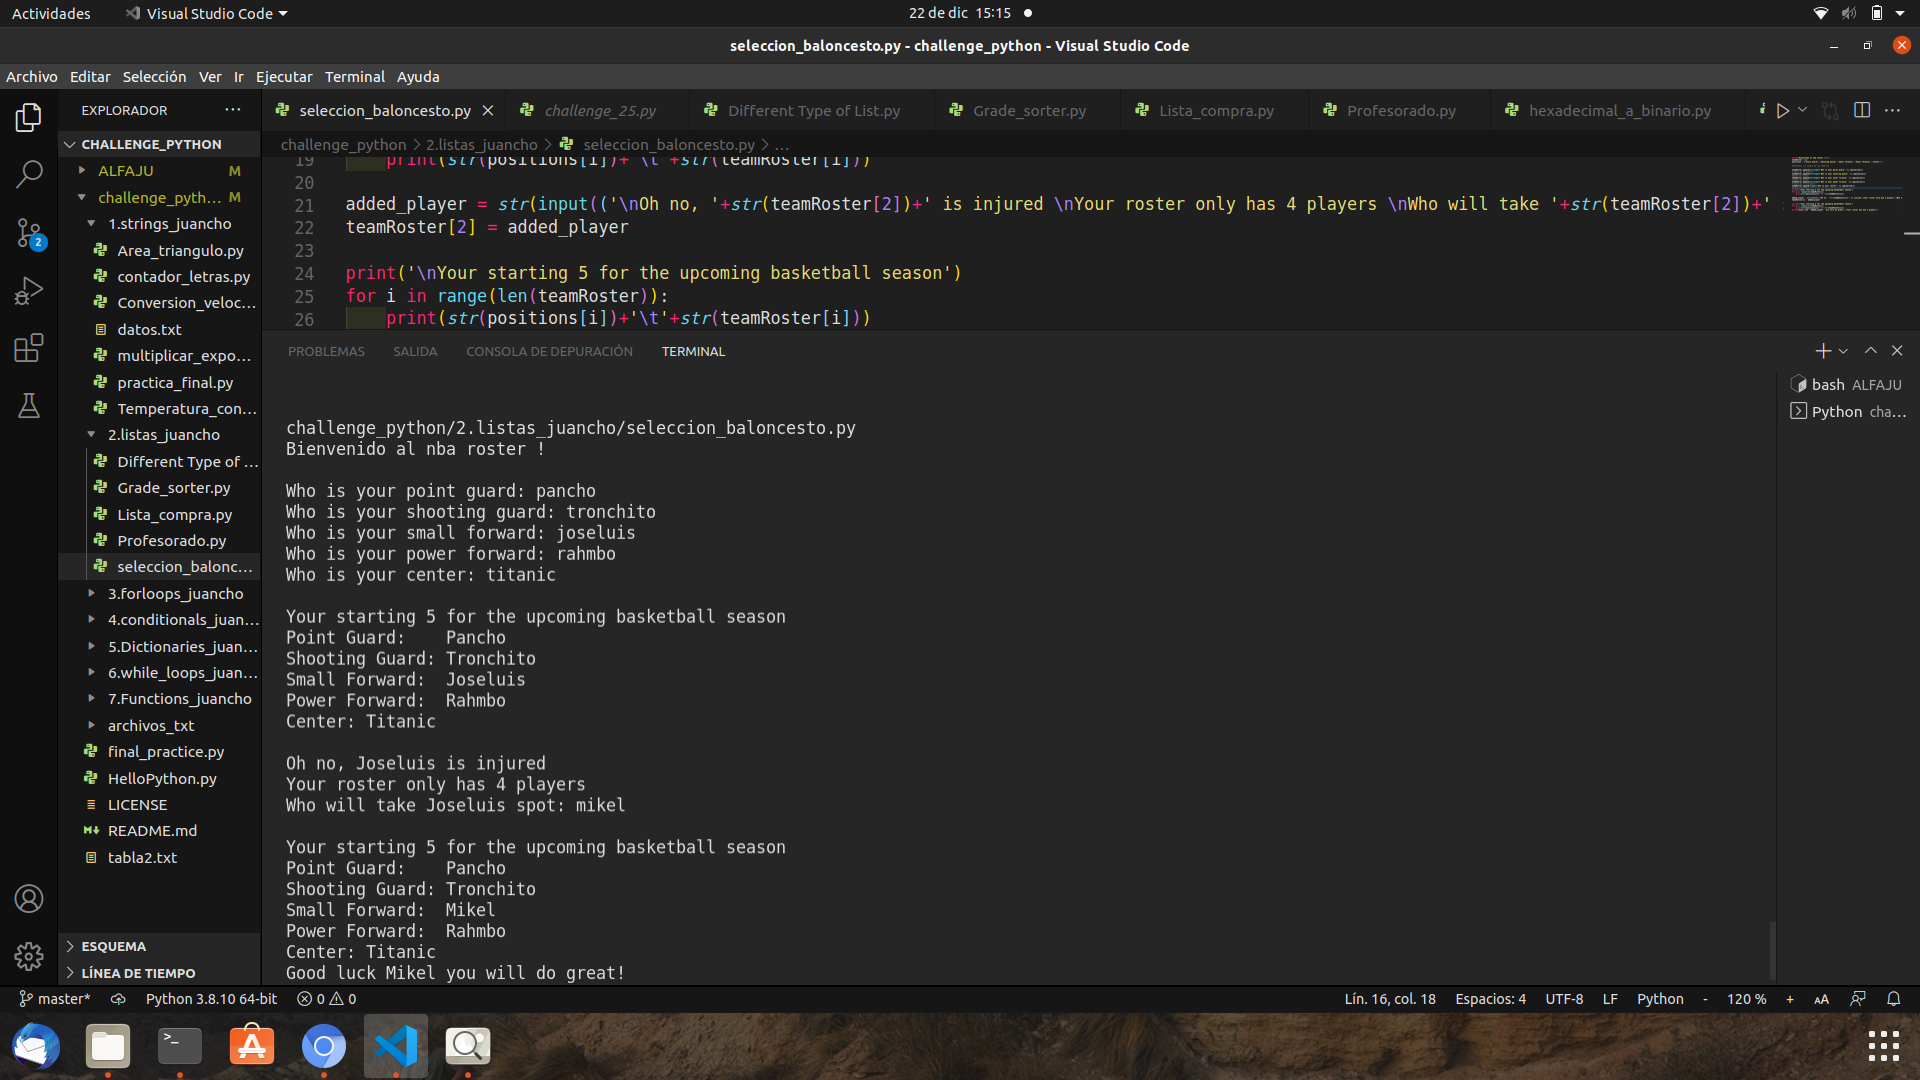 Actividades
Visual Studio Code
22 de dic 15:15
seleccion_baloncesto.py - challenge_python - Visual Studio Code
Archivo Editar Selección Ver Ir Ejecutar Terminal Ayuda
EXPLORADOR
seleccion_baloncesto.py
challenge_25.py
Different Type of List.py
Grade_sorter.py
Lista_compra.py
Profesorado.py
hexadecimal_a_binario.py
challenge_python > 2.listas_juancho > seleccion_baloncesto.py > ...
CHALLENGE_PYTHON
ALFAJU M
challenge_pyth... M
1.strings_juancho
Area_triangulo.py
contador_letras.py
Conversion_veloc...
datos.txt
multiplicar_expo...
practica_final.py
Temperatura_con...
2.listas_juancho
Different Type of ...
Grade_sorter.py
Lista_compra.py
Profesorado.py
seleccion_balonc...
3.forloops_juancho
4.conditionals_juan...
5.Dictionaries_juan...
6.while_loops_juan...
7.Functions_juancho
archivos_txt
final_practice.py
HelloPython.py
LICENSE
README.md
tabla2.txt
ESQUEMA
LÍNEA DE TIEMPO
2
19 print(str(positions[i])+'\t'+str(teamRoster[i]))
20
21 added_player = str(input(('\nOh no, '+str(teamRoster[2])+' is injured \nYour roster only has 4 players \nWho will take '+str(teamRoster[2])+'
22 teamRoster[2] = added_player
23
24 print('\nYour starting 5 for the upcoming basketball season')
25 for i in range(len(teamRoster)):
26 print(str(positions[i])+'\t'+str(teamRoster[i]))
PROBLEMAS SALIDA CONSOLA DE DEPURACIÓN TERMINAL
bash ALFAJU
Python cha...
challenge_python/2.listas_juancho/seleccion_baloncesto.py
Bienvenido al nba roster !
Who is your point guard: pancho
Who is your shooting guard: tronchito
Who is your small forward: joseluis
Who is your power forward: rahmbo
Who is your center: titanic
Your starting 5 for the upcoming basketball season
Point Guard: Pancho
Shooting Guard: Tronchito
Small Forward: Joseluis
Power Forward: Rahmbo
Center: Titanic
Oh no, Joseluis is injured
Your roster only has 4 players
Who will take Joseluis spot: mikel
Your starting 5 for the upcoming basketball season
Point Guard: Pancho
Shooting Guard: Tronchito
Small Forward: Mikel
Power Forward: Rahmbo
Center: Titanic
Good luck Mikel you will do great!
master* Python 3.8.10 64-bit 0 0
Lín. 16, col. 18 Espacios: 4 UTF-8 LF Python - 120 % + AA